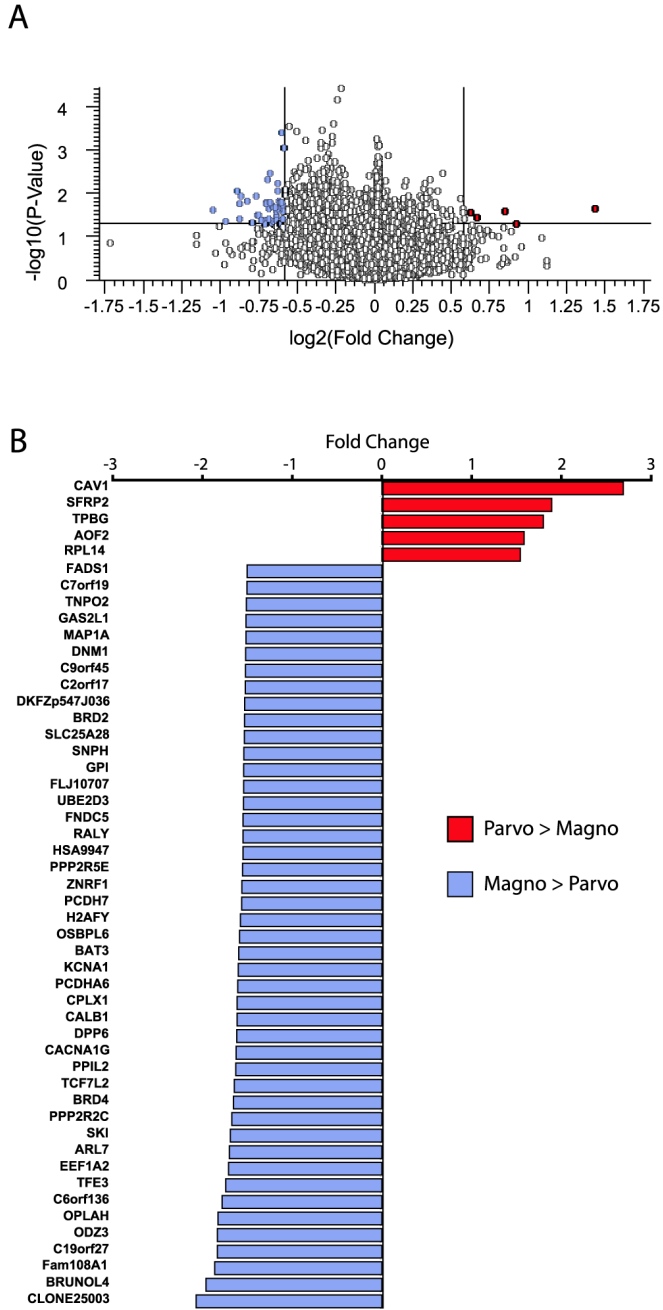 A
4
3
2
1
0
-log10(P-Value)
-1.75 -1.5 -1.25 -1 -0.75 -0.5 -0.25 0 0.25 0.5 0.75 1 1.25 1.5 1.75
log2(Fold Change)
B
Fold Change
-3 -2 -1 0 1 2 3
CAV1
SFRP2
TPBG
AOF2
RPL14
FADS1
C7orf19
TNPO2
GAS2L1
MAP1A
DNM1
C9orf45
C2orf17
DKFZp547J036
BRD2
SLC25A28
SNPH
GPI
FLJ10707
UBE2D3
FNDC5
RALY
HSA9947
PPP2R5E
ZNRF1
PCDH7
H2AFY
OSBPL6
BAT3
KCNA1
PCDHA6
CPLX1
CALB1
DPP6
CACNA1G
PPIL2
TCF7L2
BRD4
PPP2R2C
SKI
ARL7
EEF1A2
TFE3
C6orf136
OPLAH
ODZ3
C19orf27
Fam108A1
BRUNOL4
CLONE25003
Parvo > Magno
Magno > Parvo